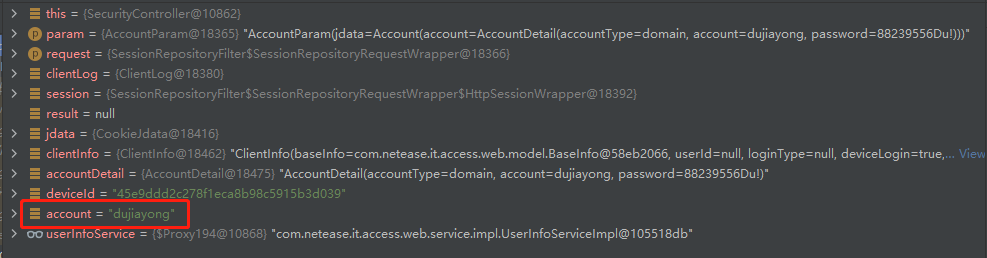 this = {SecurityController@10862}
param = {AccountParam@18365} "AccountParam(jdata=Account(account=AccountDetail(accountType=domain, account=dujiayong, password=88239556Du!)))"
request = {SessionRepositoryFilter$SessionRepositoryRequestWrapper@18366}
clientLog = {ClientLog@18380}
session = {SessionRepositoryFilter$SessionRepositoryRequestWrapper$HttpSessionWrapper@18392}
result = null
jdata = {CookieJdata@18416}
clientInfo = {ClientInfo@18462} "ClientInfo(baseInfo=com.netease.it.access.web.model.BaseInfo@58eb2066, userId=null, loginType=null, deviceLogin=true,... View
accountDetail = {AccountDetail@18475} "AccountDetail(accountType=domain, account=dujiayong, password=88239556Du!)"
deviceId = "45e9ddd2c278f1eca8b98c5915b3d039"
account = "dujiayong"
userInfoService = {$Proxy194@10868} "com.netease.it.access.web.service.impl.UserInfoServiceImpl@105518db"